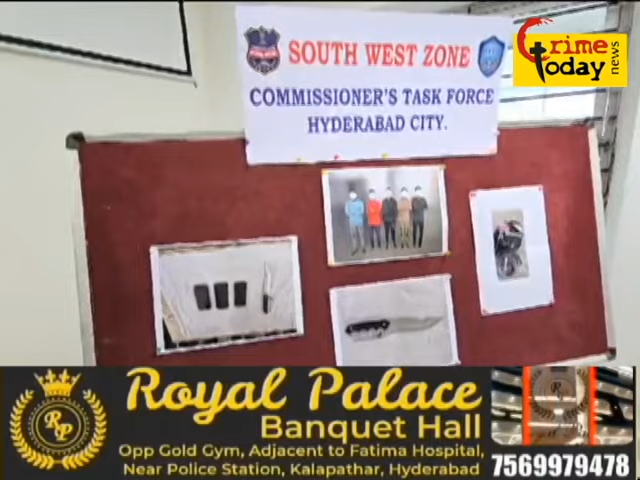 SOUTH WEST ZONE
COMMISSIONER'S TASK FORCE
HYDERABAD CITY.
Crime
Today
news
RP
Royal Palace
Banquet Hall
Opp Gold Gym, Adjacent to Fatima Hospital,
Near Police Station, Kalapathar, Hyderabad
7569979478